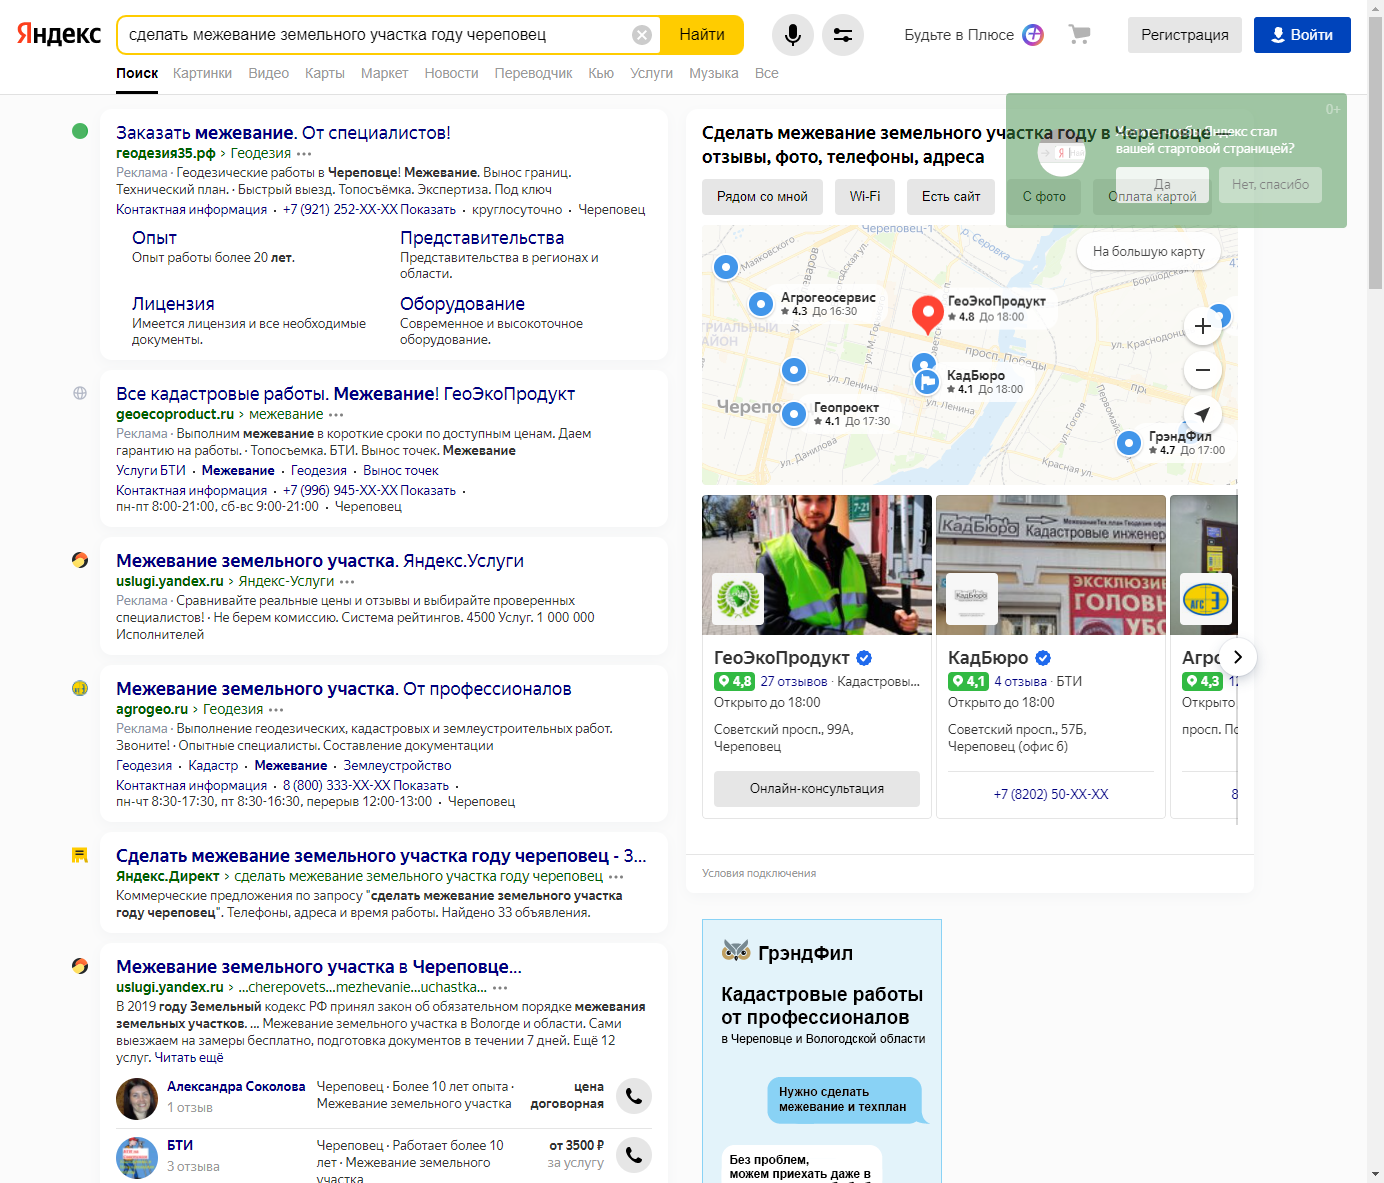 Яндекс
сделать межевание земельного участка году череповец
Найти
Будьте в Плюсе
Регистрация
Войти
Поиск Картинки Видео Карты Маркет Новости Переводчик Кью Услуги Музыка Все
Заказать межевание. От специалистов!
геодезия35.рф › Геодезия
Реклама · Геодезические работы в Череповце! Межевание. Вынос границ.
Технический план. · Быстрый выезд. Топосъёмка. Экспертиза. Под ключ
Контактная информация · +7 (921) 252-XX-XX Показать · круглосуточно · Череповец
Опыт
Опыт работы более 20 лет.
Представительства
Представительства в регионах и
области.
Лицензия
Имеется лицензия и все необходимые
документы.
Оборудование
Современное и высокоточное
оборудование.
Все кадастровые работы. Межевание! ГеоЭкоПродукт
geoecoproduct.ru › межевание
Реклама · Выполним межевание в короткие сроки по доступным ценам. Даем
гарантию на работы. · Топосъемка. БТИ. Вынос точек. Межевание
Услуги БТИ · Межевание · Геодезия · Вынос точек
Контактная информация · +7 (996) 945-XX-XX Показать ·
пн-пт 8:00-21:00, сб-вс 9:00-21:00 · Череповец
Межевание земельного участка. Яндекс.Услуги
uslugi.yandex.ru › Яндекс-Услуги
Реклама · Сравнивайте реальные цены и отзывы и выбирайте проверенных
специалистов! · Не берем комиссию. Система рейтингов. 4500 Услуг. 1 000 000
Исполнителей
Межевание земельного участка. От профессионалов
agrogeo.ru › Геодезия
Реклама · Выполнение геодезических, кадастровых и землеустроительных работ.
Звоните! · Опытные специалисты. Составление документации
Геодезия · Кадастр · Межевание · Землеустройство
Контактная информация · 8 (800) 333-XX-XX Показать ·
пн-чт 8:30-17:30, пт 8:30-16:30, перерыв 12:00-13:00 · Череповец
Сделать межевание земельного участка году череповец - 3...
Яндекс.Директ › сделать межевание земельного участка году череповец
Коммерческие предложения по запросу "сделать межевание земельного участка
году череповец". Телефоны, адреса и время работы. Найдено 33 объявления.
Межевание земельного участка в Череповце...
uslugi.yandex.ru › ...cherepovets...mezhevanie...uchastka...
В 2019 году Земельный кодекс РФ принял закон об обязательном порядке межевания
земельных участков. ... Межевание земельного участка в Вологде и области. Сами
выезжаем на замеры бесплатно, подготовка документов в течении 7 дней. Ещё 12
услуг. Читать ещё
Александра Соколова
1 отзыв
Череповец · Более 10 лет опыта ·
Межевание земельного участка
цена
договорная
БТИ
3 отзыва
Череповец · Работает более 10
лет · Межевание земельного
участка
от 3500 ₽
за услугу
Сделать межевание земельного участка году в Череповце —
отзывы, фото, телефоны, адреса
0+
Яндекс стал
вашей стартовой страницей?
Да
Нет, спасибо
Рядом со мной
Wi-Fi
Есть сайт
С фото
Оплата картой
Череповец-1
На большую карту
р. Серовка
Маяковского
Боршодская
Агрогеосервис
4.3 До 16:30
ГеоЭкоПродукт
4.8 До 18:00
просп. Победы
ул. Краснодонцев
ул. М. Гор
КадБюро
4.1 До 18:00
ул. Ленина
ул. Ленина
Черепо
Геопроект
4.1 До 17:30
ул. Гоголя
ГрэндФил
4.7 До 17:00
ул. Данилова
Красная ул.
7-21
КадБюро
Кадастровые инженер
ЭКСКЛЮЗИВ
ГОЛОВН
УБО
КадБюро
АГС
ГеоЭкоПродукт
4,8 27 отзывов · Кадастровы...
Открыто до 18:00
Советский просп., 99А,
Череповец
Онлайн-консультация
КадБюро
4,1 4 отзыва · БТИ
Открыто до 18:00
Советский просп., 57Б,
Череповец (офис 6)
+7 (8202) 50-XX-XX
Агро
4,3
Открыто
просп. По
8
Условия подключения
ГрэндФил
Кадастровые работы
от профессионалов
в Череповце и Вологодской области
Нужно сделать
межевание и техплан
Без проблем,
можем приехать даже в